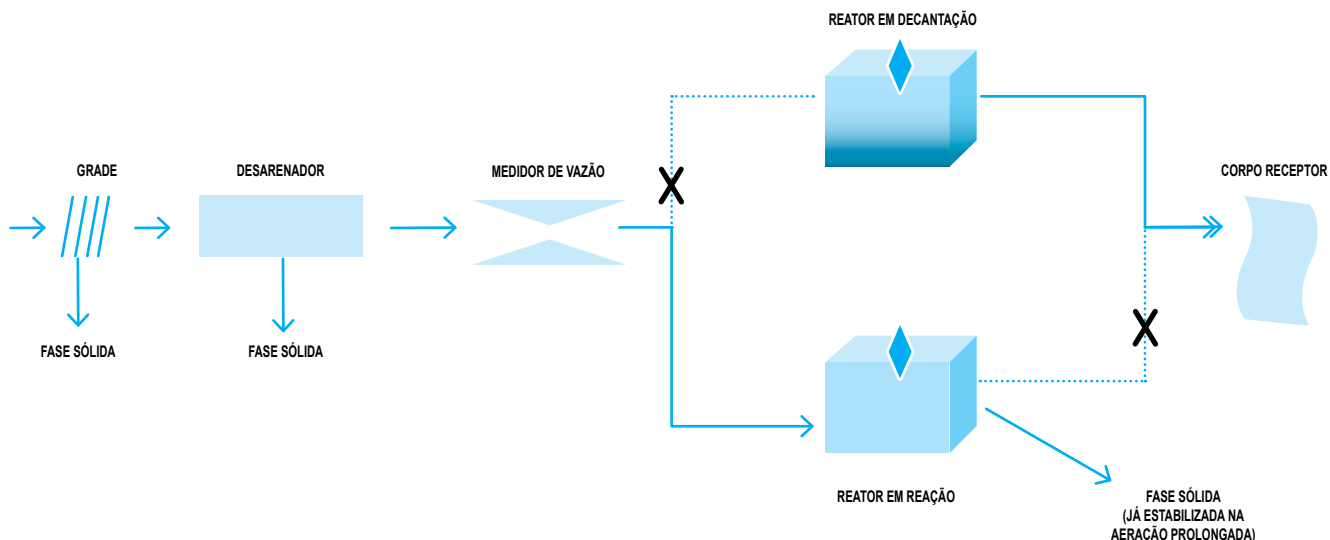 REATOR EM DECANTAÇÃO
GRADE
DESARENADOR
MEDIDOR DE VAZÃO
X
CORPO RECEPTOR
FASE SÓLIDA
FASE SÓLIDA
X
REATOR EM REAÇÃO
FASE SÓLIDA
(JÁ ESTABILIZADA NA
AERAÇÃO PROLONGADA)